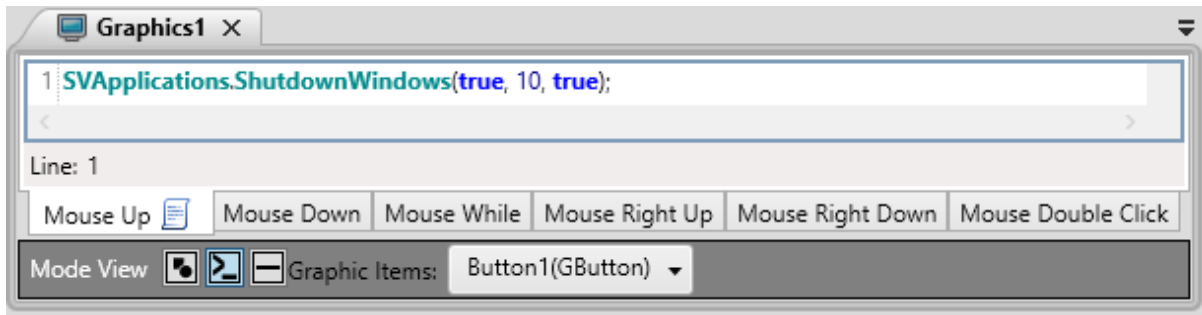 Graphics1
1 SVApplications.ShutdownWindows(true, 10, true);
Line: 1
Mouse Up Mouse Down Mouse While Mouse Right Up Mouse Right Down Mouse Double Click
Mode View Graphic Items: Button1(GButton)